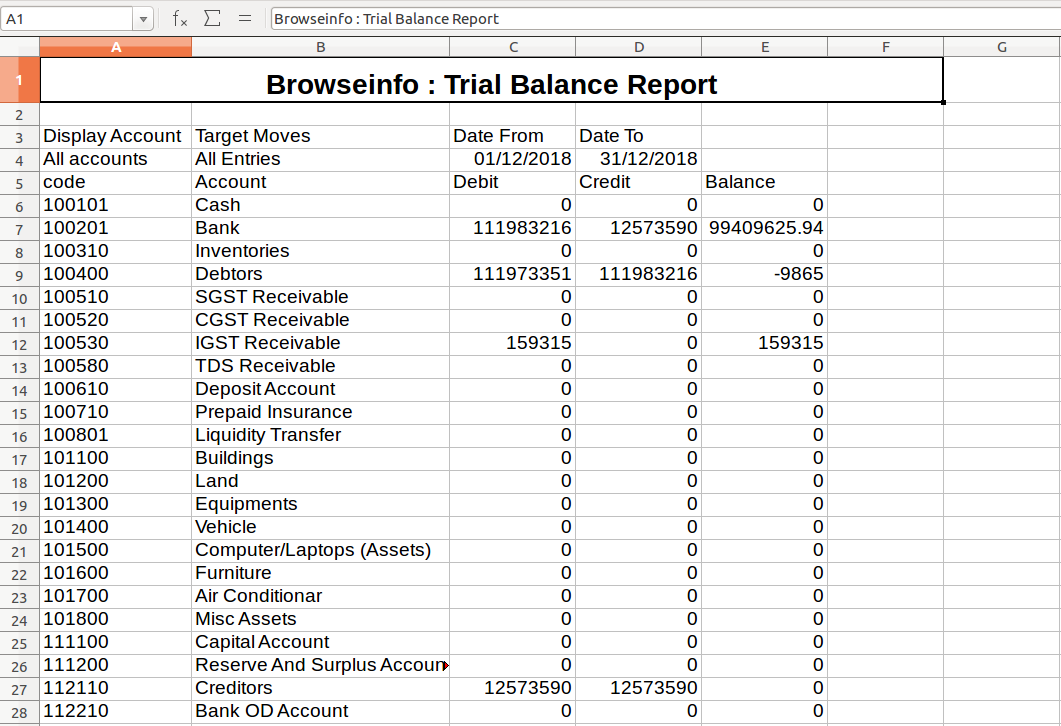 A1 fx Σ = Browseinfo : Trial Balance Report
A B C D E F G
1 Browseinfo : Trial Balance Report
2
3 Display Account Target Moves Date From Date To
4 All accounts All Entries 01/12/2018 31/12/2018
5 code Account Debit Credit Balance
6 100101 Cash 0 0 0
7 100201 Bank 111983216 12573590 99409625.94
8 100310 Inventories 0 0 0
9 100400 Debtors 111973351 111983216 -9865
10 100510 SGST Receivable 0 0 0
11 100520 CGST Receivable 0 0 0
12 100530 IGST Receivable 159315 0 159315
13 100580 TDS Receivable 0 0 0
14 100610 Deposit Account 0 0 0
15 100710 Prepaid Insurance 0 0 0
16 100801 Liquidity Transfer 0 0 0
17 101100 Buildings 0 0 0
18 101200 Land 0 0 0
19 101300 Equipments 0 0 0
20 101400 Vehicle 0 0 0
21 101500 Computer/Laptops (Assets) 0 0 0
22 101600 Furniture 0 0 0
23 101700 Air Conditionar 0 0 0
24 101800 Misc Assets 0 0 0
25 111100 Capital Account 0 0 0
26 111200 Reserve And Surplus Accoun 0 0 0
27 112110 Creditors 12573590 12573590 0
28 112210 Bank OD Account 0 0 0